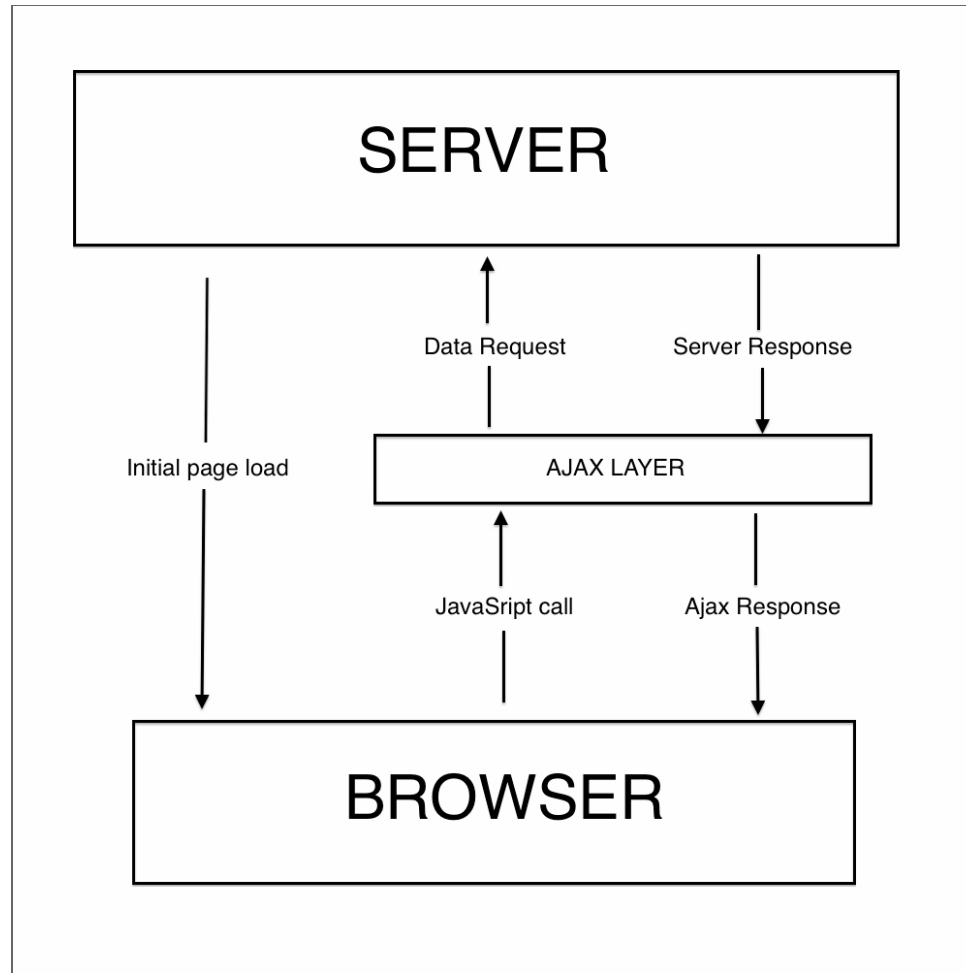 SERVER
Data Request
Server Response
Initial page load
AJAX LAYER
JavaSript call
Ajax Response
BROWSER